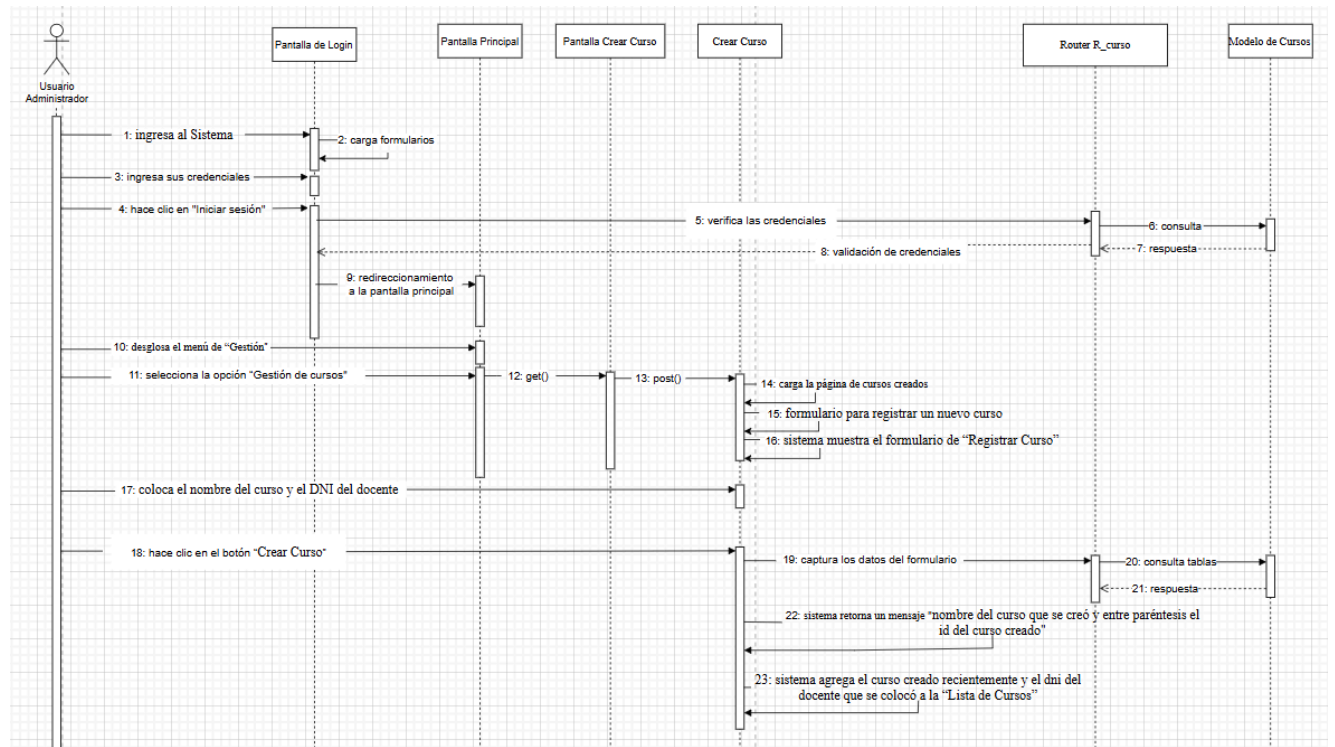 Pantalla de Login
Pantalla Principal
Pantalla Crear Curso
Crear Curso
Router R_curso
Modelo de Cursos
Usuario
Administrador
1: ingresa al Sistema
2: carga formularios
3: ingresa sus credenciales
4: hace clic en "Iniciar sesión"
5: verifica las credenciales
6: consulta
7: respuesta
8: validación de credenciales
9: redireccionamiento
a la pantalla principal
10: desglosa el menú de “Gestión”
11: selecciona la opción "Gestión de cursos"
12: get()
13: post()
14: carga la página de cursos creados
15: formulario para registrar un nuevo curso
16: sistema muestra el formulario de “Registrar Curso”
17: coloca el nombre del curso y el DNI del docente
18: hace clic en el botón “Crear Curso"
19: captura los datos del formulario
20: consulta tablas
21: respuesta
22: sistema retorna un mensaje "nombre del curso que se creó y entre paréntesis el
id del curso creado"
23: sistema agrega el curso creado recientemente y el dni del
docente que se colocó a la “Lista de Cursos”